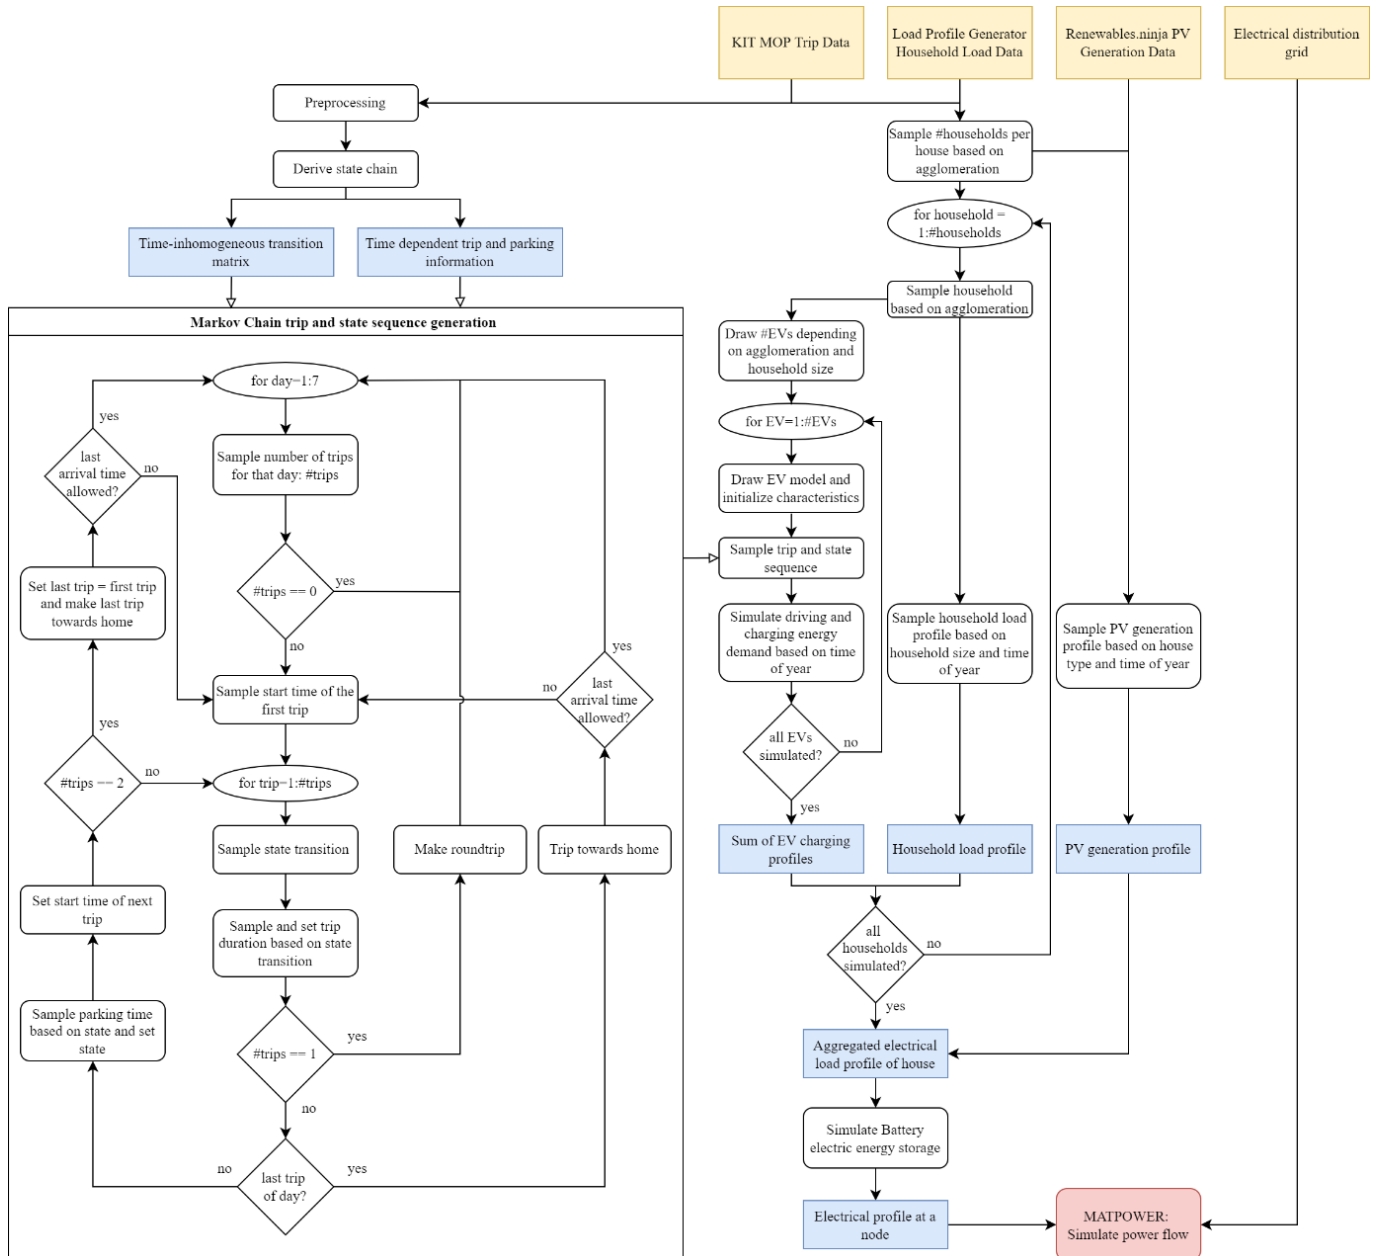 KIT MOP Trip Data
Load Profile Generator
Household Load Data
Renewables.ninja PV
Generation Data
Electrical distribution
grid
Preprocessing
Derive state chain
Time-inhomogeneous transition
matrix
Time dependent trip and parking
information
Markov Chain trip and state sequence generation
for day=1:7
yes
last
arrival time
allowed?
no
Sample number of trips
for that day: #trips
Set last trip = first trip
and make last trip
towards home
#trips == 0
yes
no
yes
Sample start time of the
first trip
no
last
arrival time
allowed?
yes
#trips == 2
no
for trip=1:#trips
Sample state transition
Make roundtrip
Trip towards home
Set start time of next
trip
Sample and set trip
duration based on state
transition
Sample parking time
based on state and set
state
#trips == 1
yes
no
no
last trip
of day?
yes
Sample #households per
house based on
agglomeration
for household =
1:#households
Sample household
based on agglomeration
Draw #EVs depending
on agglomeration and
household size
for EV=1:#EVs
Draw EV model and
initialize characteristics
Sample trip and state
sequence
Simulate driving and
charging energy
demand based on time
of year
Sample household load
profile based on
household size and time
of year
Sample PV generation
profile based on house
type and time of year
all EVs
simulated?
no
yes
Sum of EV charging
profiles
Household load profile
PV generation profile
all
households
simulated?
no
yes
Aggregated electrical
load profile of house
Simulate Battery
electric energy storage
Electrical profile at a
node
MATPOWER:
Simulate power flow